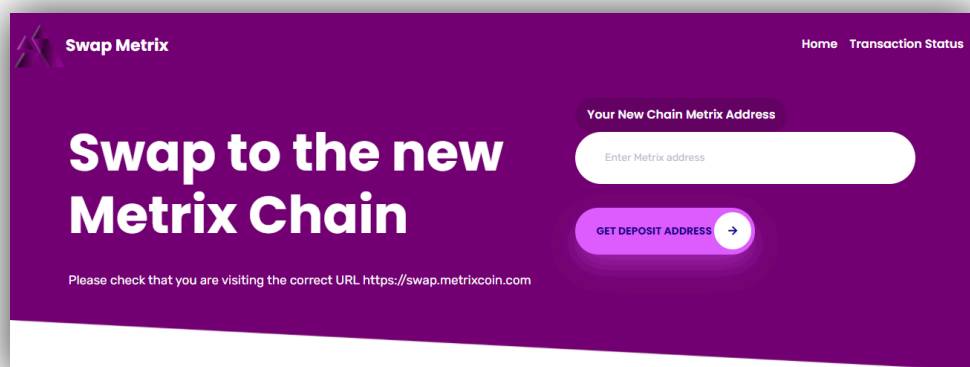 Swap Metrix
Home Transaction Status
Swap to the new
Metrix Chain
Please check that you are visiting the correct URL https://swap.metrixcoin.com
Your New Chain Metrix Address
Enter Metrix address
GET DEPOSIT ADDRESS